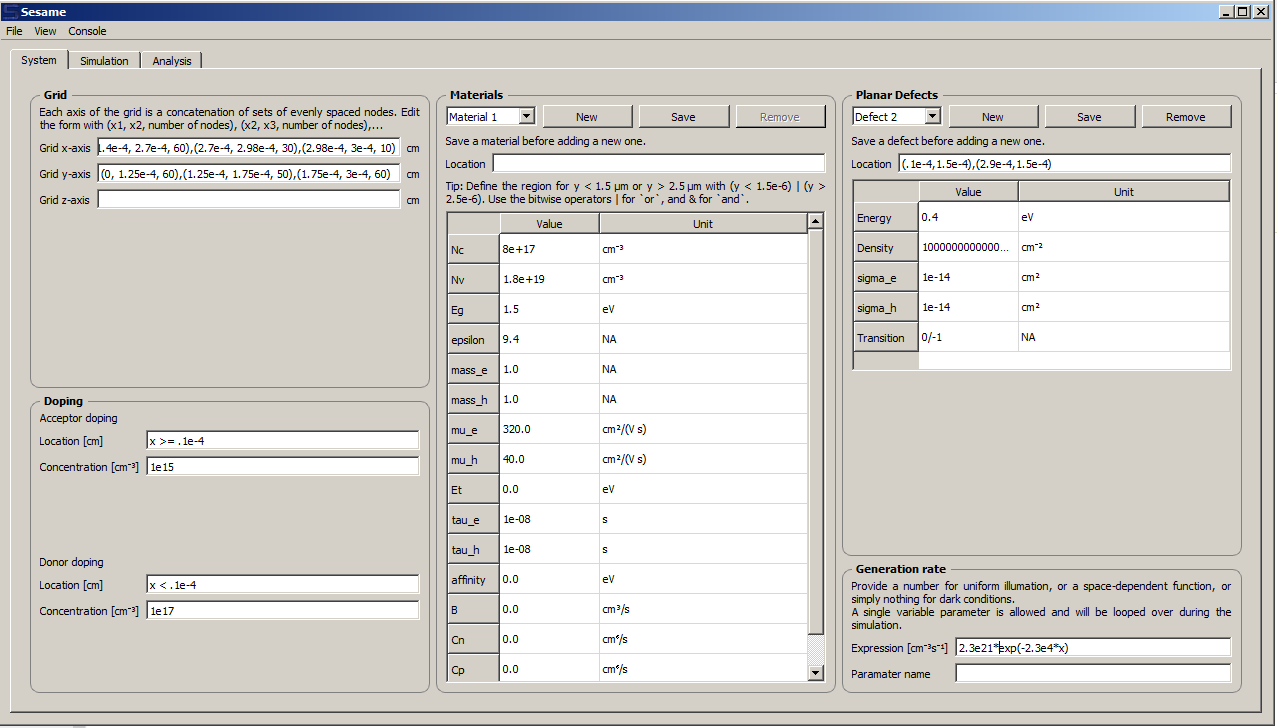 Sesame
File View Console
System Simulation Analysis
Grid
Each axis of the grid is a concatenation of sets of evenly spaced nodes. Edit
the form with (x1, x2, number of nodes), (x2, x3, number of nodes),...
Grid x-axis 1.4e-4, 2.7e-4, 60),(2.7e-4, 2.98e-4, 30),(2.98e-4, 3e-4, 10) cm
Grid y-axis (0, 1.25e-4, 60),(1.25e-4, 1.75e-4, 50),(1.75e-4, 3e-4, 60) cm
Grid z-axis cm
Doping
Acceptor doping
Location [cm] x >= .1e-4
Concentration [cm⁻³] 1e15
Donor doping
Location [cm] x < .1e-4
Concentration [cm⁻³] 1e17
Materials
Material 1 New Save Remove
Save a material before adding a new one.
Location
Tip: Define the region for y < 1.5 µm or y > 2.5 µm with (y < 1.5e-6) | (y >
2.5e-6). Use the bitwise operators | for `or`, and & for `and`.
Value Unit
Nc 8e+17 cm⁻³
Nv 1.8e+19 cm⁻³
Eg 1.5 eV
epsilon 9.4 NA
mass_e 1.0 NA
mass_h 1.0 NA
mu_e 320.0 cm²/(V s)
mu_h 40.0 cm²/(V s)
Et 0.0 eV
tau_e 1e-08 s
tau_h 1e-08 s
affinity 0.0 eV
B 0.0 cm³/s
Cn 0.0 cm⁶/s
Cp 0.0 cm⁶/s
Planar Defects
Defect 2 New Save Remove
Save a defect before adding a new one.
Location (.1e-4,1.5e-4),(2.9e-4,1.5e-4)
Value Unit
Energy 0.4 eV
Density 1000000000000... cm⁻²
sigma_e 1e-14 cm²
sigma_h 1e-14 cm²
Transition 0/-1 NA
Generation rate
Provide a number for uniform illumation, or a space-dependent function, or
simply nothing for dark conditions.
A single variable parameter is allowed and will be looped over during the
simulation.
Expression [cm⁻³s⁻¹] 2.3e21*exp(-2.3e4*x)
Paramater name